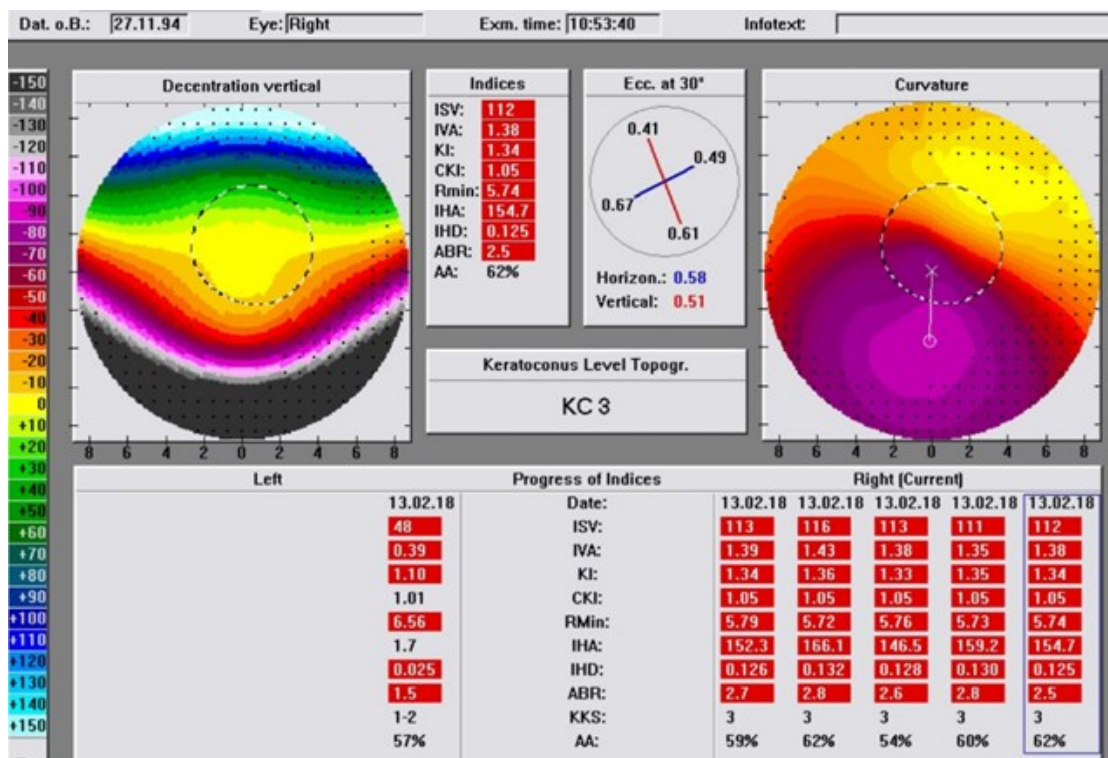 Dat. o.B.: 27.11.94 Eye: Right Exm. time: 10:53:40 Infotext:
Decentration vertical
-150
-140
-130
-120
-110
-100
-90
-80
-70
-60
-50
-40
-30
-20
-10
0
+10
+20
+30
+40
+50
+60
+70
+80
+90
+100
+110
+120
+130
+140
+150
8 6 4 2 0 2 4 6 8
Indices
ISV: 112
IVA: 1.38
KI: 1.34
CKI: 1.05
Rmin: 5.74
IHA: 154.7
IHD: 0.125
ABR: 2.5
AA: 62%
Ecc. at 30°
0.41
0.49
0.67
0.61
Horizon.: 0.58
Vertical: 0.51
Keratoconus Level Topogr.
KC 3
Curvature
8 6 4 2 0 2 4 6 8
Left Progress of Indices Right (Current)
13.02.18 Date: 13.02.18 13.02.18 13.02.18 13.02.18 13.02.18
48 ISV: 113 116 113 111 112
0.39 IVA: 1.39 1.43 1.38 1.35 1.38
1.10 KI: 1.34 1.36 1.33 1.35 1.34
1.01 CKI: 1.05 1.05 1.05 1.05 1.05
6.56 RMin: 5.79 5.72 5.76 5.73 5.74
1.7 IHA: 152.3 166.1 146.5 159.2 154.7
0.025 IHD: 0.126 0.132 0.128 0.130 0.125
1.5 ABR: 2.7 2.8 2.6 2.8 2.5
1-2 KKS: 3 3 3 3 3
57% AA: 59% 62% 54% 60% 62%